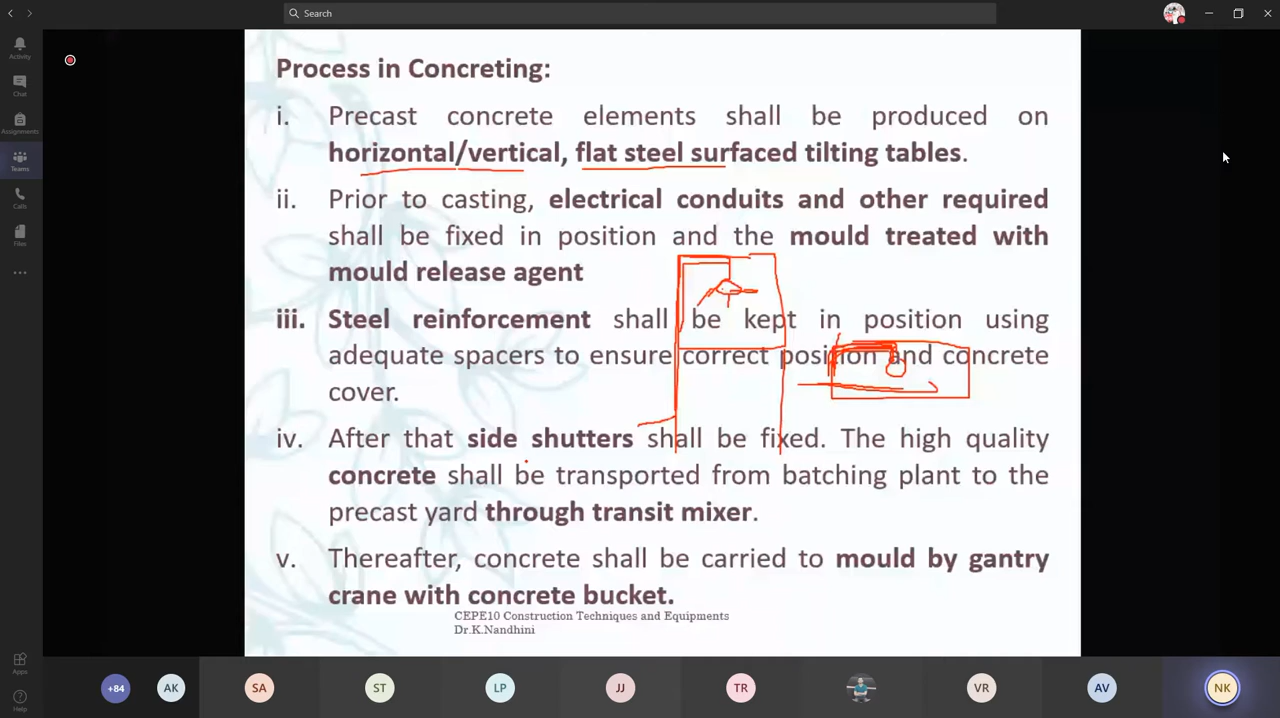 Search
Activity
Chat
Assignments
Teams
Calls
Files
Apps
Help
Process in Concreting:
i. Precast concrete elements shall be produced on
horizontal/vertical, flat steel surfaced tilting tables.
ii. Prior to casting, electrical conduits and other required
shall be fixed in position and the mould treated with
mould release agent
iii. Steel reinforcement shall be kept in position using
adequate spacers to ensure correct position and concrete
cover.
iv. After that side shutters shall be fixed. The high quality
concrete shall be transported from batching plant to the
precast yard through transit mixer.
v. Thereafter, concrete shall be carried to mould by gantry
crane with concrete bucket.
CEPE10 Construction Techniques and Equipments
Dr.K.Nandhini
+84 AK SA ST LP JJ TR VR AV NK